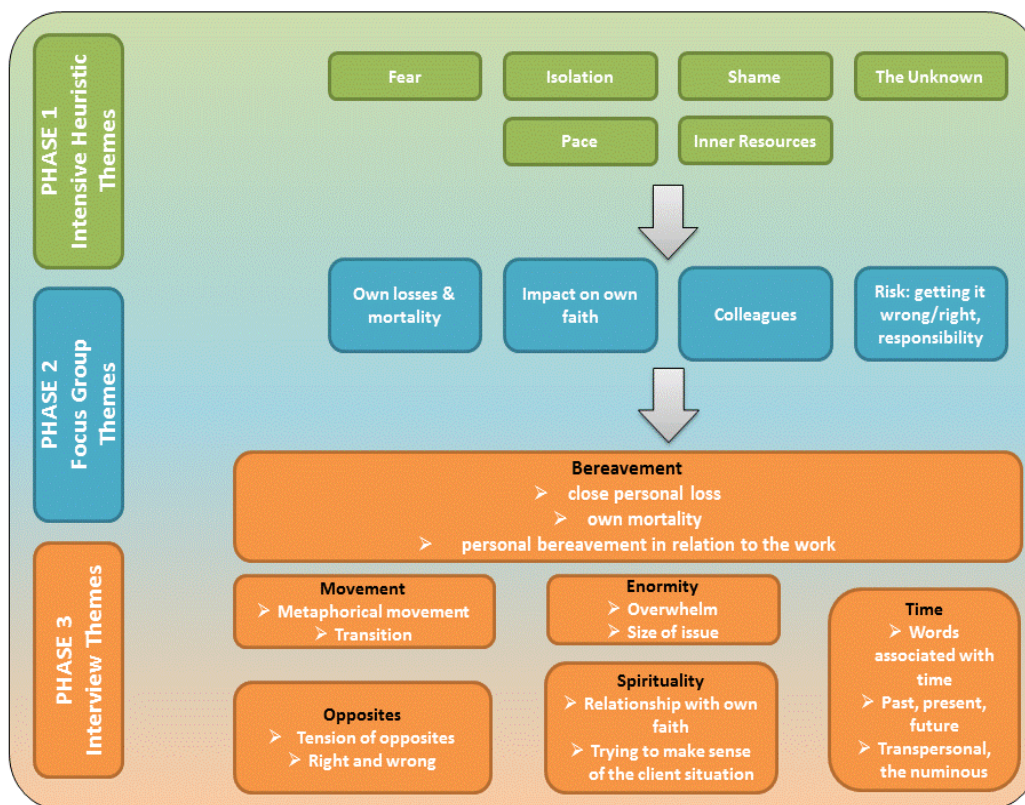 PHASE 1
Intensive Heuristic
Themes
Fear
Isolation
Shame
The Unknown
Pace
Inner Resources
PHASE 2
Focus Group
Themes
Own losses &
mortality
Impact on own
faith
Colleagues
Risk: getting it
wrong/right,
responsibility
PHASE 3
Interview Themes
Bereavement
➢ close personal loss
➢ own mortality
➢ personal bereavement in relation to the work
Movement
➢ Metaphorical movement
➢ Transition
Enormity
➢ Overwhelm
➢ Size of issue
Time
➢ Words
associated with
time
➢ Past, present,
future
➢ Transpersonal,
the numinous
Opposites
➢ Tension of opposites
➢ Right and wrong
Spirituality
➢ Relationship with own
faith
➢ Trying to make sense
of the client situation